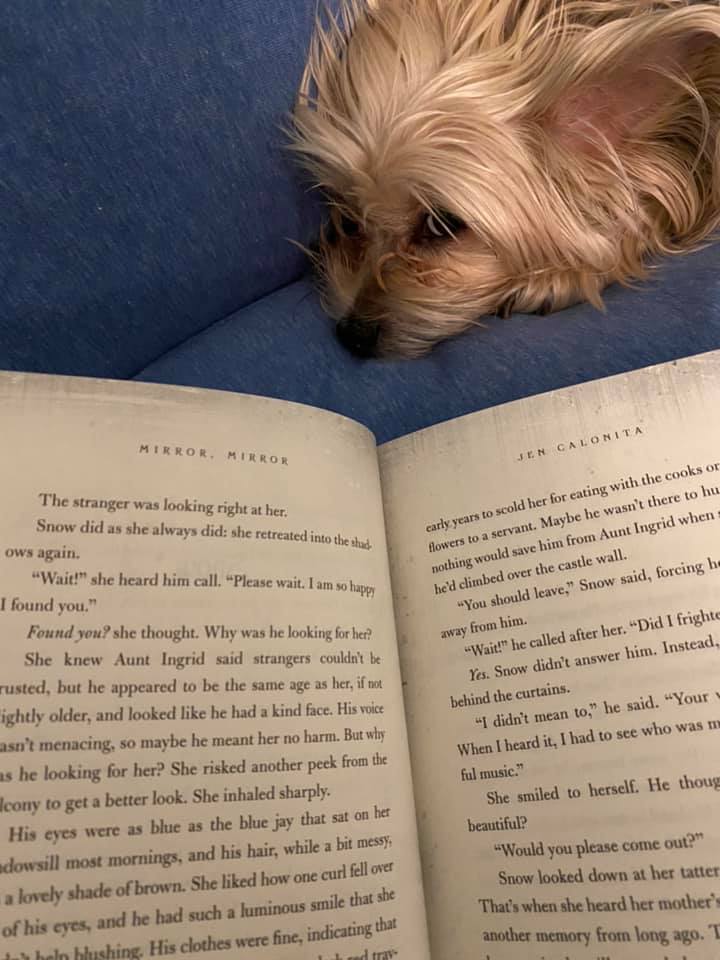 MIRROR, MIRROR
The stranger was looking right at her.
Snow did as she always did: she retreated into the shad-
ows again.
“Wait!” she heard him call. “Please wait. I am so happy
I found you.”
Found you? she thought. Why was he looking for her?
She knew Aunt Ingrid said strangers couldn’t be
rusted, but he appeared to be the same age as her, if not
ightly older, and looked like he had a kind face. His voice
asn’t menacing, so maybe he meant her no harm. But why
as he looking for her? She risked another peek from the
lcony to get a better look. She inhaled sharply.
His eyes were as blue as the blue jay that sat on her
dowsill most mornings, and his hair, while a bit messy,
a lovely shade of brown. She liked how one curl fell over
of his eyes, and he had such a luminous smile that she
help blushing. His clothes were fine, indicating that
trav-
JEN CALONITA
early years to scold her for eating with the cooks or
flowers to a servant. Maybe he wasn’t there to hu
nothing would save him from Aunt Ingrid when
he’d climbed over the castle wall.
“You should leave,” Snow said, forcing he
away from him.
“Wait!” he called after her. “Did I frighte
Yes. Snow didn’t answer him. Instead,
behind the curtains.
“I didn’t mean to,” he said. “Your
When I heard it, I had to see who was m
ful music.”
She smiled to herself. He thoug
beautiful?
“Would you please come out?”
Snow looked down at her tatter
That’s when she heard her mother’s
another memory from long ago.